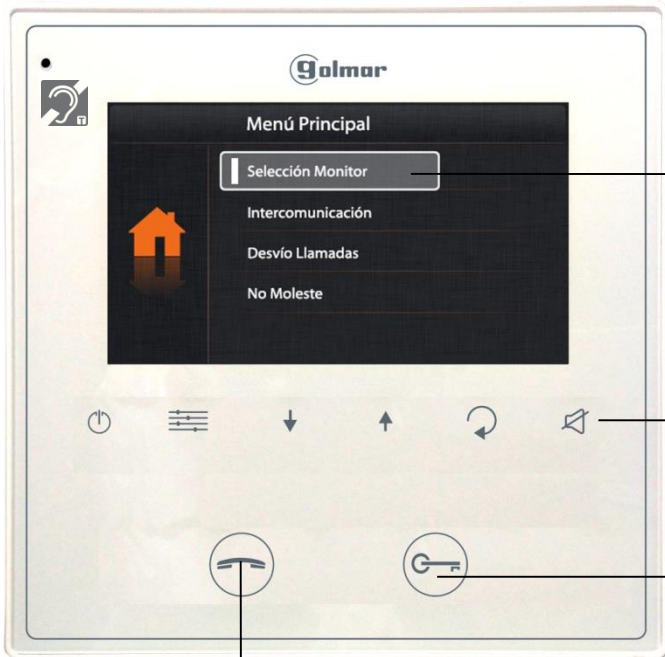 golmar
T
Menú Principal
Selección Monitor
Intercomunicación
Desvío Llamadas
No Moleste